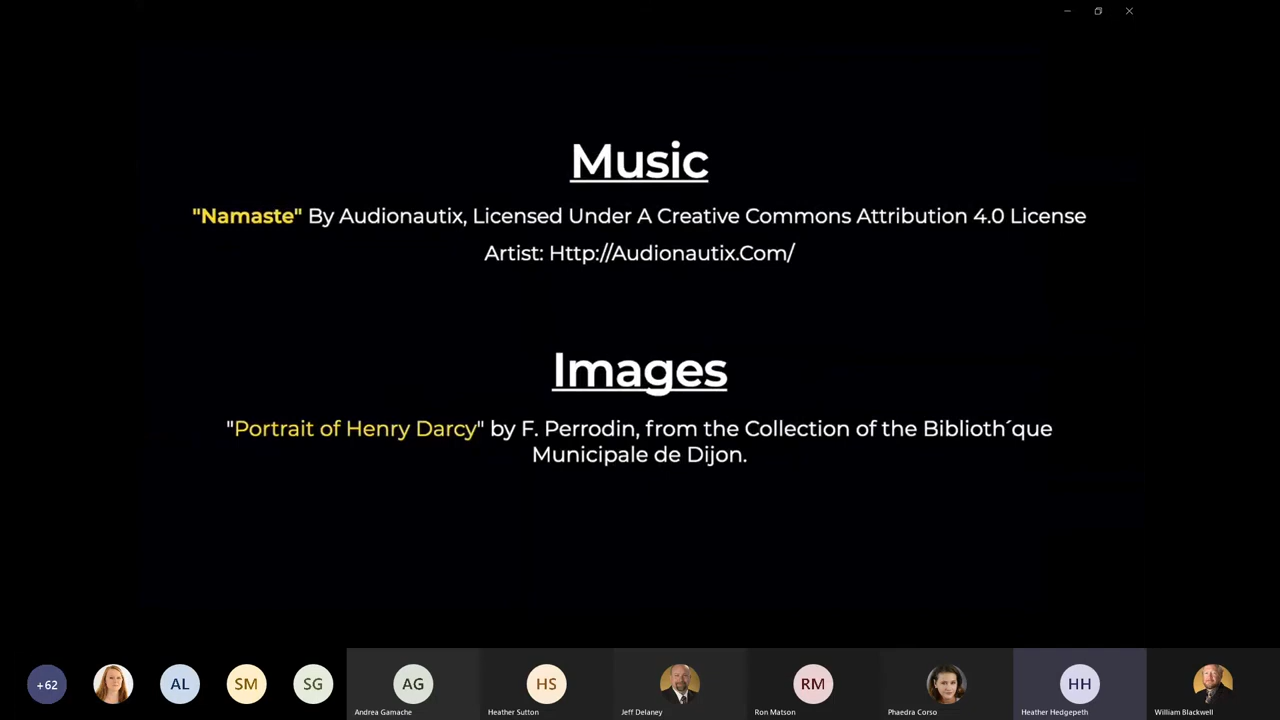 Music
"Namaste" By Audionautix, Licensed Under A Creative Commons Attribution 4.0 License
Artist: Http://Audionautix.Com/
Images
"Portrait of Henry Darcy" by F. Perrodin, from the Collection of the Biblioth´que
Municipale de Dijon.
+62
AL
SM
SG
AG
HS
RM
HH
Andrea Gamache
Heather Sutton
Jeff Delaney
Ron Matson
Phaedra Corso
Heather Hedgepeth
William Blackwell